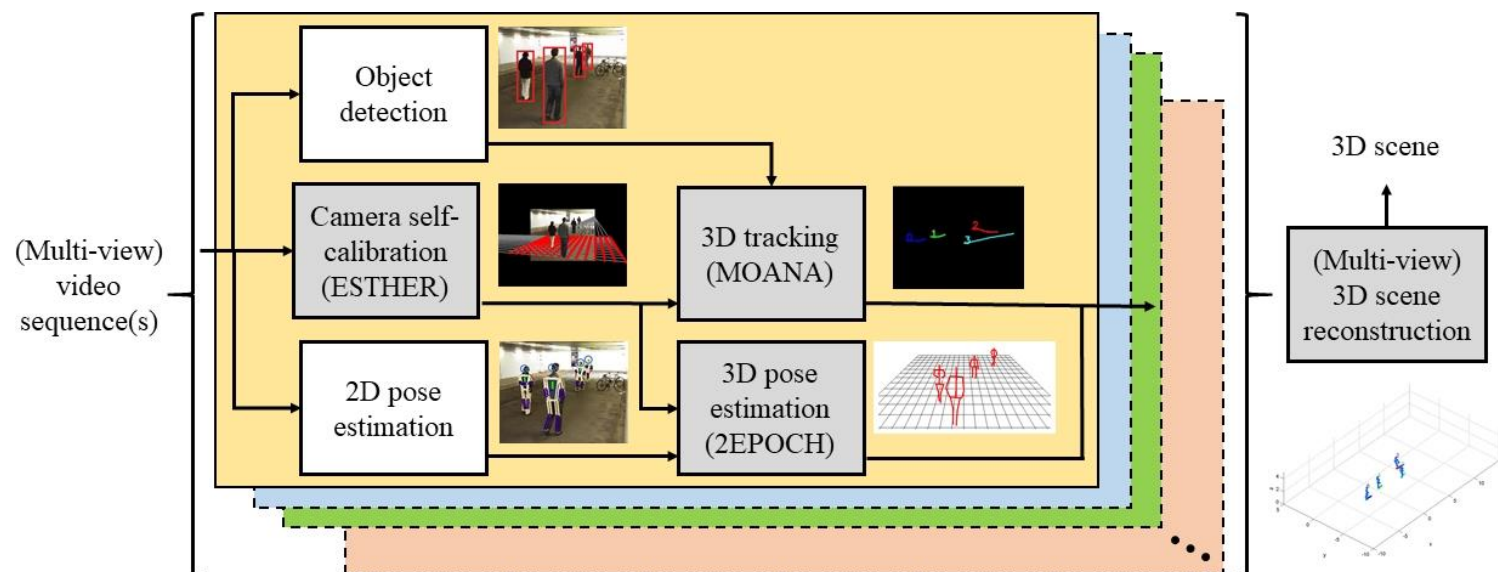 (Multi-view)
video
sequence(s)
Object
detection
Camera self-
calibration
(ESTHER)
2D pose
estimation
3D tracking
(MOANA)
3D pose
estimation
(2EPOCH)
3D scene
(Multi-view)
3D scene
reconstruction